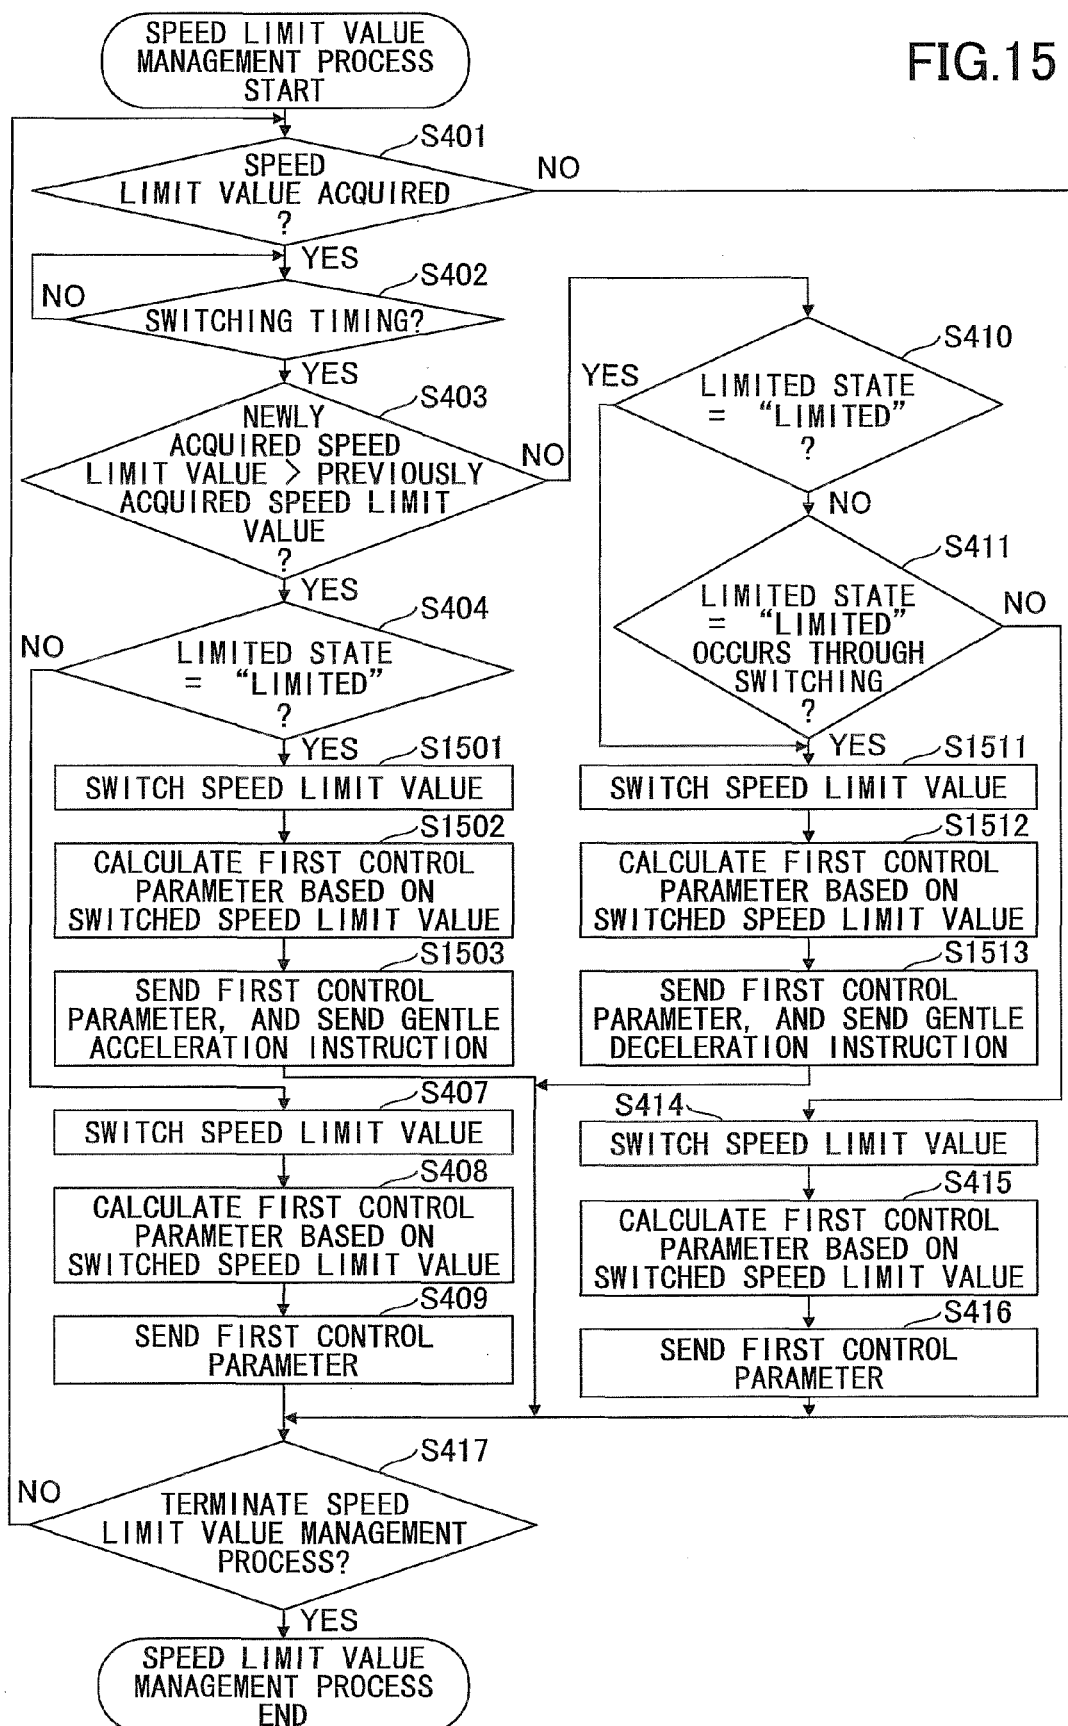 SPEED LIMIT VALUE
MANAGEMENT PROCESS
START
FIG.15
S401
SPEED
LIMIT VALUE ACQUIRED
?
NO
YES
S402
NO
SWITCHING TIMING?
YES
S403
NEWLY
ACQUIRED SPEED
LIMIT VALUE > PREVIOUSLY
ACQUIRED SPEED LIMIT
VALUE
?
NO
YES
S404
NO
LIMITED STATE
= “LIMITED”
?
YES
S1501
SWITCH SPEED LIMIT VALUE
S1502
CALCULATE FIRST CONTROL
PARAMETER BASED ON
SWITCHED SPEED LIMIT VALUE
S1503
SEND FIRST CONTROL
PARAMETER, AND SEND GENTLE
ACCELERATION INSTRUCTION
S407
SWITCH SPEED LIMIT VALUE
S408
CALCULATE FIRST CONTROL
PARAMETER BASED ON
SWITCHED SPEED LIMIT VALUE
S409
SEND FIRST CONTROL
PARAMETER
S410
YES
LIMITED STATE
= “LIMITED”
?
NO
S411
LIMITED STATE
= “LIMITED”
OCCURS THROUGH
SWITCHING
?
NO
YES
S1511
SWITCH SPEED LIMIT VALUE
S1512
CALCULATE FIRST CONTROL
PARAMETER BASED ON
SWITCHED SPEED LIMIT VALUE
S1513
SEND FIRST CONTROL
PARAMETER, AND SEND GENTLE
DECELERATION INSTRUCTION
S414
SWITCH SPEED LIMIT VALUE
S415
CALCULATE FIRST CONTROL
PARAMETER BASED ON
SWITCHED SPEED LIMIT VALUE
S416
SEND FIRST CONTROL
PARAMETER
S417
NO
TERMINATE SPEED
LIMIT VALUE MANAGEMENT
PROCESS?
YES
SPEED LIMIT VALUE
MANAGEMENT PROCESS
END